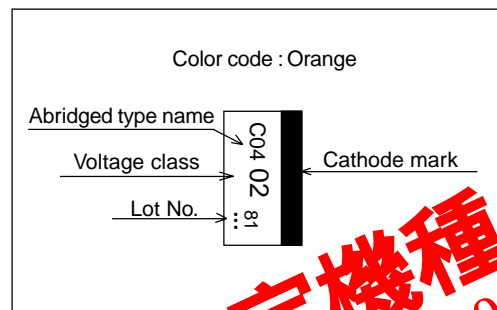 Color code : Orange
Abridged type name
Voltage class
Lot No.
C04 02
81
...
Cathode mark
機種